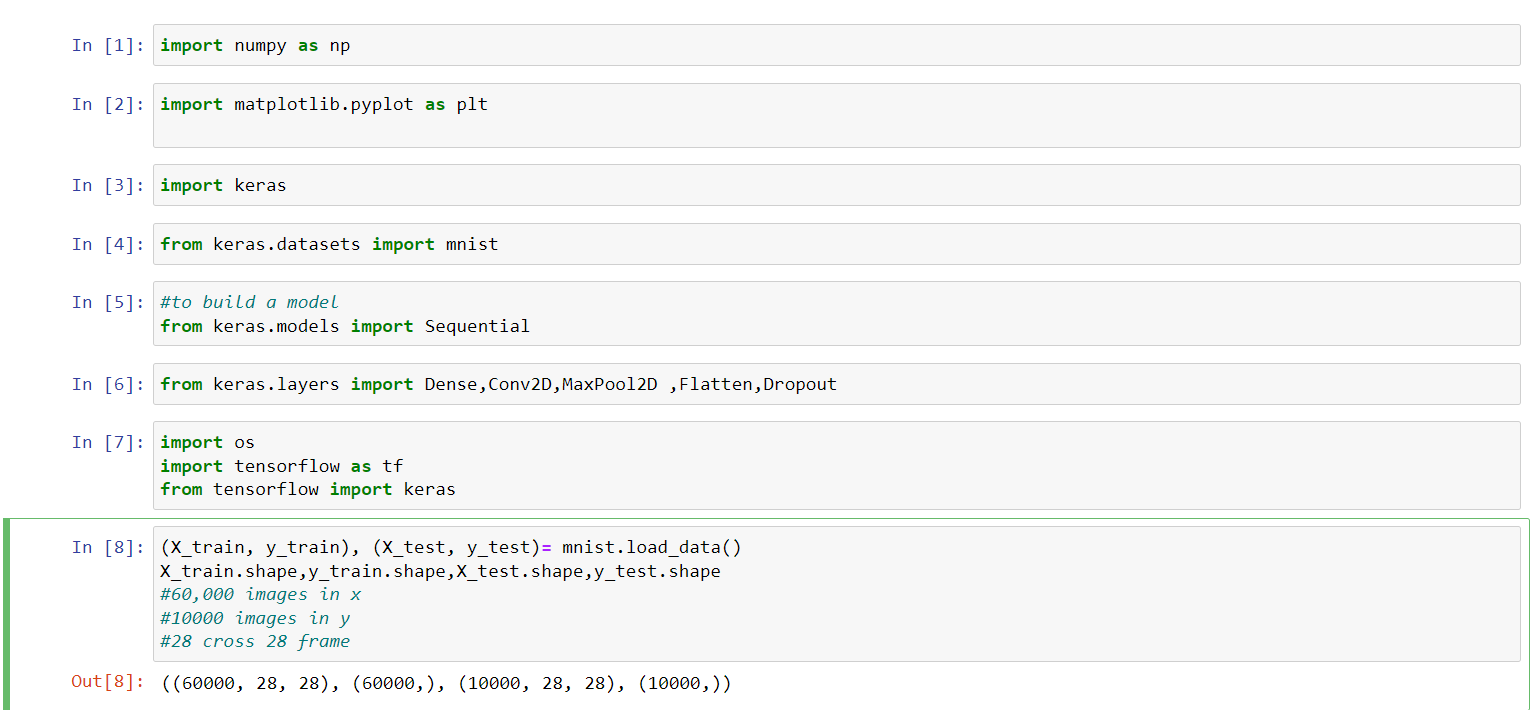 In [1]: import numpy as np
In [2]: import matplotlib.pyplot as plt
In [3]: import keras
In [4]: from keras.datasets import mnist
In [5]: #to build a model
from keras.models import Sequential
In [6]: from keras.layers import Dense,Conv2D,MaxPool2D ,Flatten,Dropout
In [7]: import os
import tensorflow as tf
from tensorflow import keras
In [8]: (X_train, y_train), (X_test, y_test)= mnist.load_data()
X_train.shape,y_train.shape,X_test.shape,y_test.shape
#60,000 images in x
#10000 images in y
#28 cross 28 frame
Out[8]: ((60000, 28, 28), (60000,), (10000, 28, 28), (10000,))